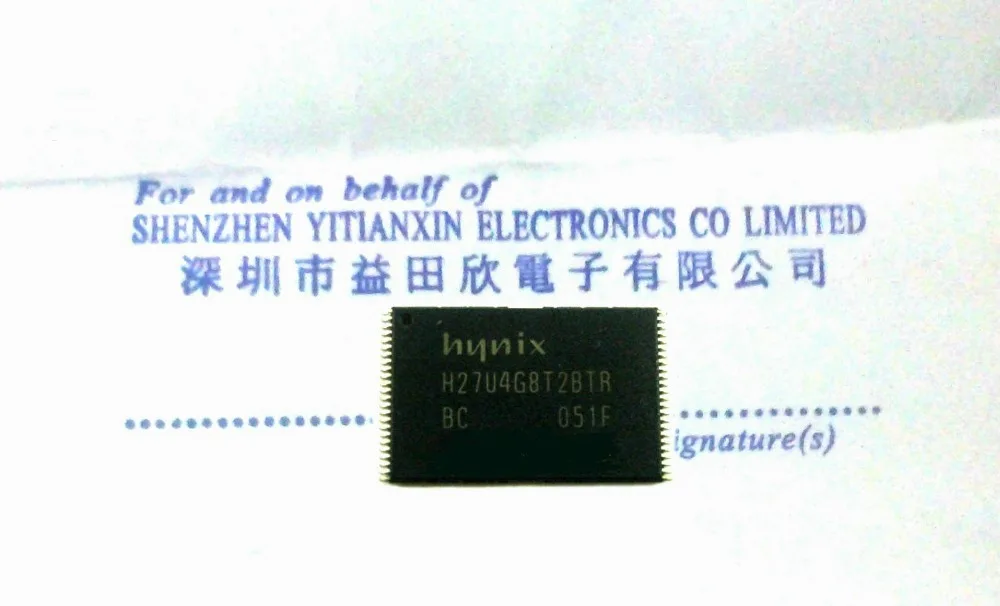 For and on behalf of
SHENZHEN YITIANXIN ELECTRONICS CO LIMITED
深圳市益田欣電子有限公司
hynix
H27U4G8T2BTR
BC 051F
ignature(s)